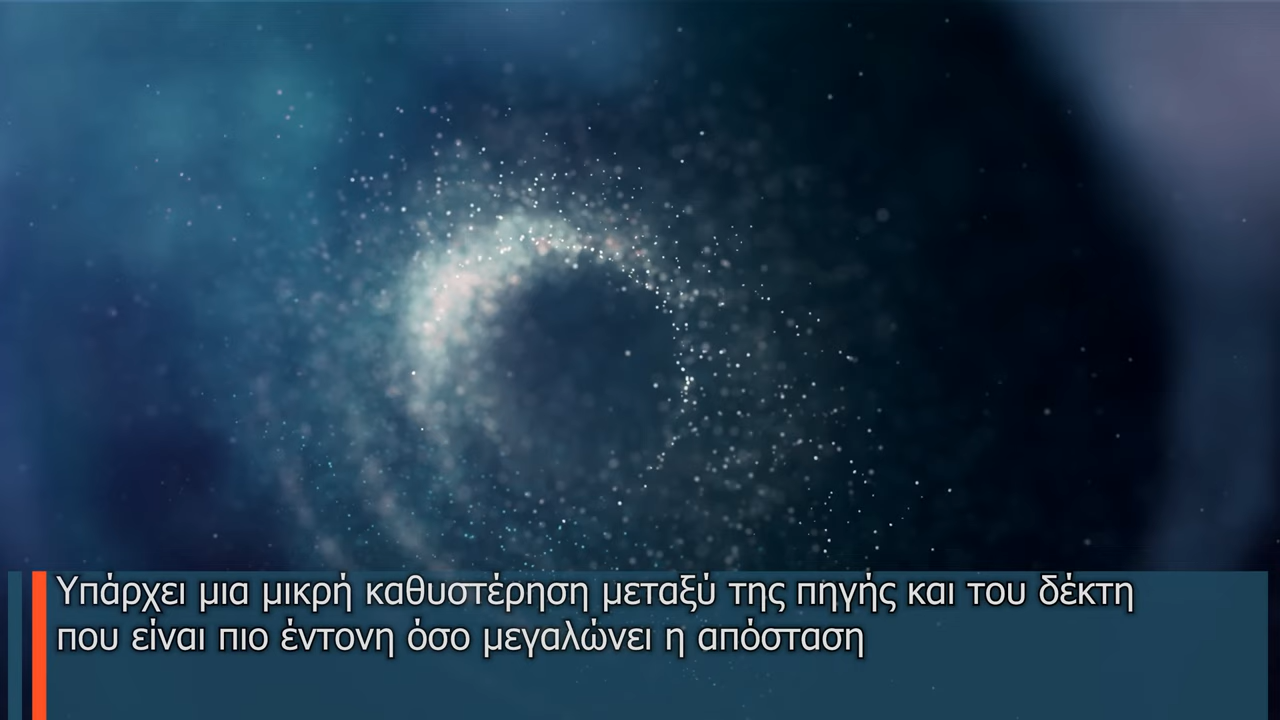 Υπάρχει μια μικρή καθυστέρηση μεταξύ της πηγής και του δέκτη
που είναι πιο έντονη όσο μεγαλώνει η απόσταση